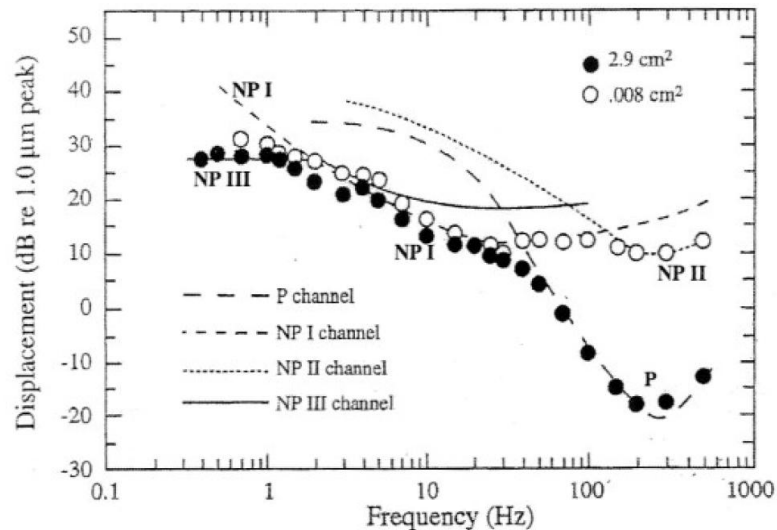 55
50
40
30
20
10
0
-10
-20
-30
Displacement (dB re 1.0 μm peak)
NP I
2.9 cm²
.008 cm²
NP III
NP I
NP II
P
P channel
NP I channel
NP II channel
NP III channel
0.1 1 10 100 1000
Frequency (Hz)